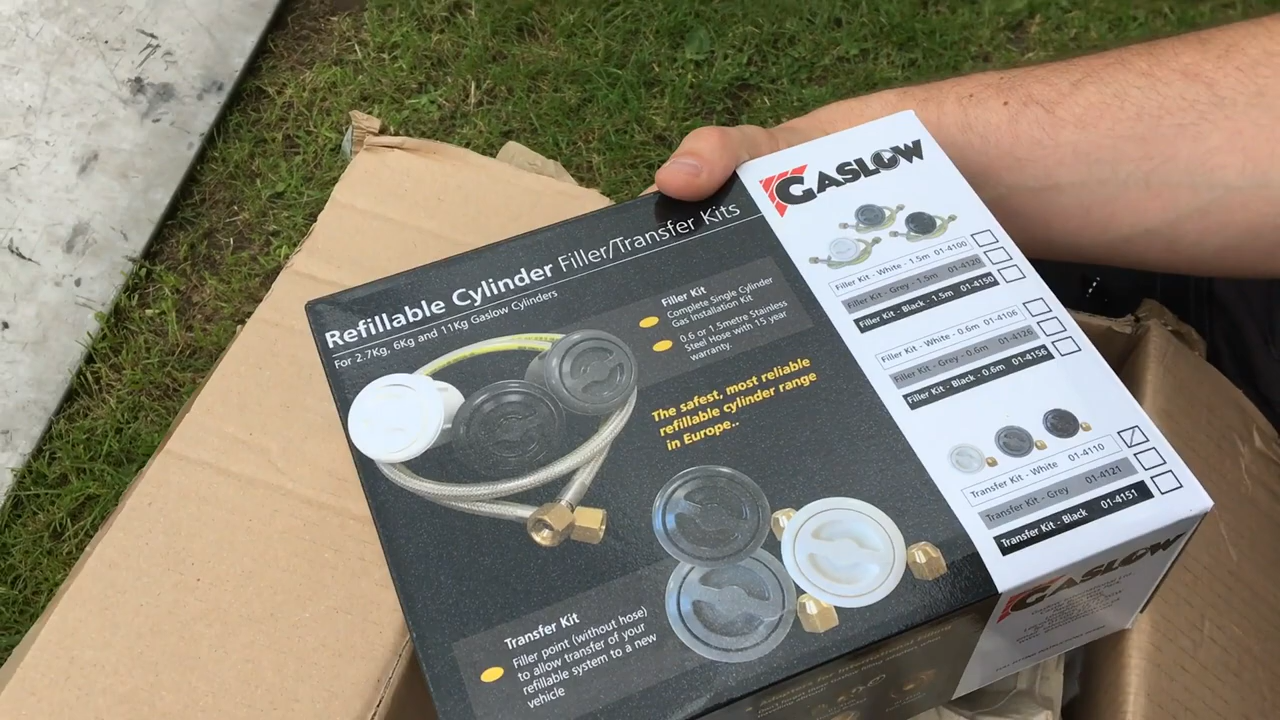 Refillable Cylinder Filler/Transfer Kits
For 2.7Kg, 6Kg and 11Kg Gaslow Cylinders
Filler Kit
Complete Single Cylinder
Gas Installation Kit
0.6 or 1.5metre Stainless
Steel Hose with 15 year
warranty.
The safest, most reliable
refillable cylinder range
in Europe..
Transfer Kit
Filler point (without hose)
to allow transfer of your
refillable system to a new
vehicle
GASLOW
Filler Kit - White - 1.5m 01-4100
Filler Kit - Grey - 1.5m 01-4120
Filler Kit - Black - 1.5m 01-4150
Filler Kit - White - 0.6m 01-4106
Filler Kit - Grey - 0.6m 01-4126
Filler Kit - Black - 0.6m 01-4156
Transfer Kit - White 01-4110
Transfer Kit - Grey 01-4121
Transfer Kit - Black 01-4151
GASLOW